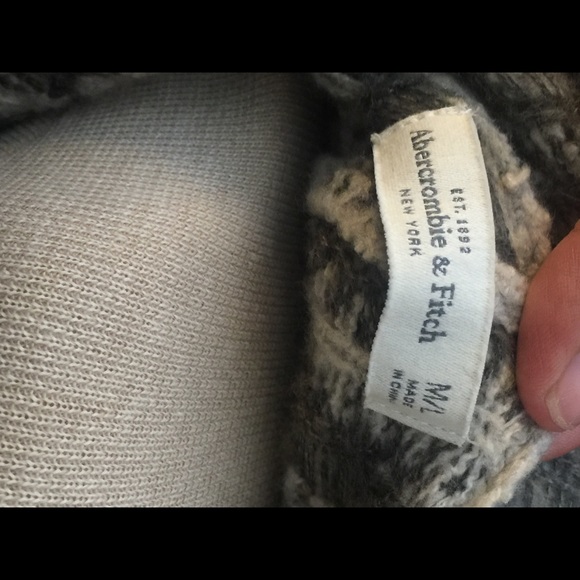 EST. 1892
Abercrombie & Fitch
NEW YORK
M/L
MADE
IN CHINA